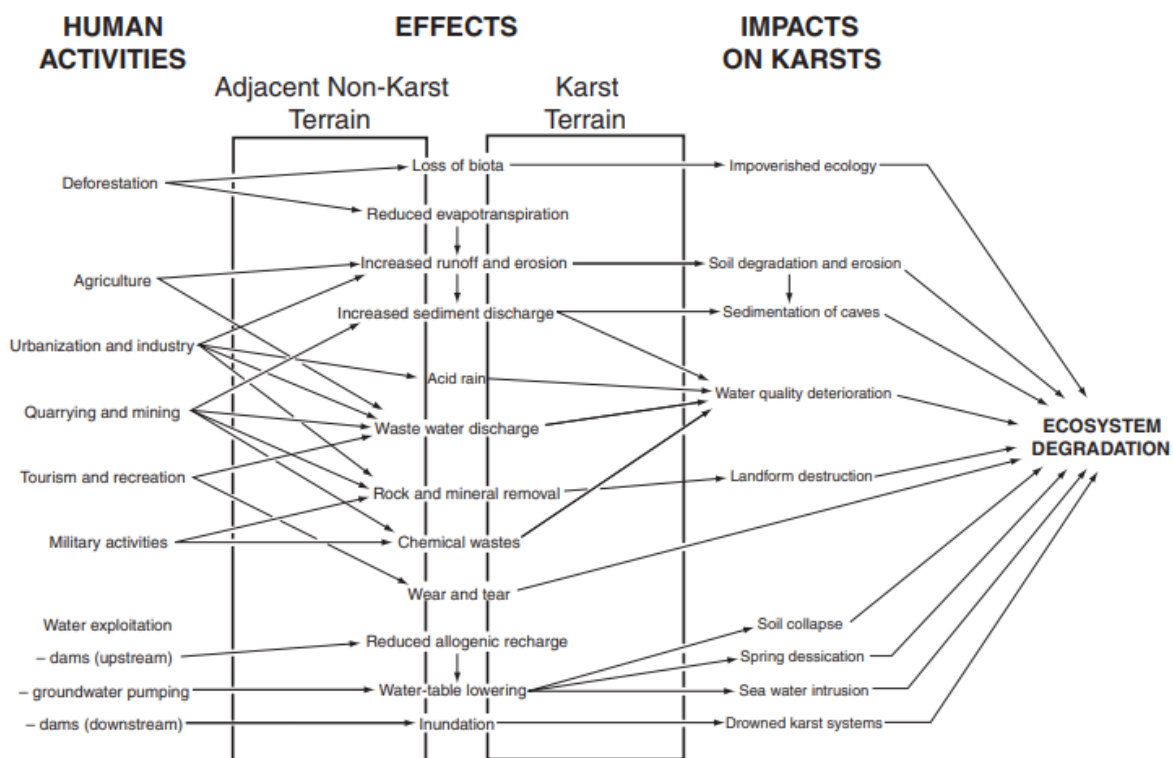 HUMAN
ACTIVITIES
EFFECTS
IMPACTS
ON KARSTS
Adjacent Non-Karst
Terrain
Karst
Terrain
Deforestation
Agriculture
Urbanization and industry
Quarrying and mining
Tourism and recreation
Military activities
Water exploitation
– dams (upstream)
– groundwater pumping
– dams (downstream)
Loss of biota
Reduced evapotranspiration
Increased runoff and erosion
Increased sediment discharge
Acid rain
Waste water discharge
Rock and mineral removal
Chemical wastes
Wear and tear
Reduced allogenic recharge
Water-table lowering
Inundation
Impoverished ecology
Soil degradation and erosion
Sedimentation of caves
Water quality deterioration
Landform destruction
Soil collapse
Spring dessication
Sea water intrusion
Drowned karst systems
ECOSYSTEM
DEGRADATION